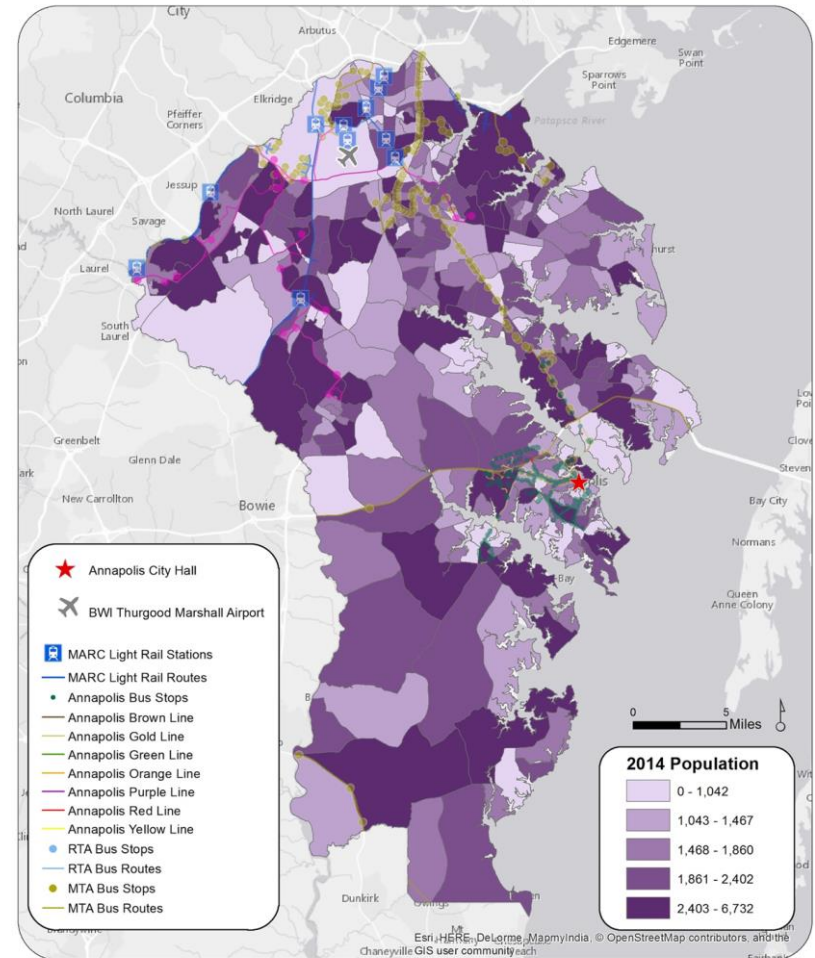 City
Arbutus
Edgemere
Swan
Point
Sparrows
Point
Columbia
Elkridge
Pfeiffer
Corners
Patapsco River
Jessup
North Laurel
Savage
Laurel
hurst
South
Laurel
Greenbelt
Glenn Dale
New Carrollton
Bowie
polis
Bay City
Normans
Bay
Queen
Anne Colony
Annapolis City Hall
BWI Thurgood Marshall Airport
MARC Light Rail Stations
MARC Light Rail Routes
Annapolis Bus Stops
Annapolis Brown Line
Annapolis Gold Line
Annapolis Green Line
Annapolis Orange Line
Annapolis Purple Line
Annapolis Red Line
Annapolis Yellow Line
RTA Bus Stops
RTA Bus Routes
MTA Bus Stops
MTA Bus Routes
0 5
Miles
2014 Population
0 - 1,042
1,043 - 1,467
1,468 - 1,860
1,861 - 2,402
2,403 - 6,732
Dunkirk
Owings
Chaneyville
Esri, HERE, DeLorme, MapmyIndia, © OpenStreetMap contributors, and the
GIS user community